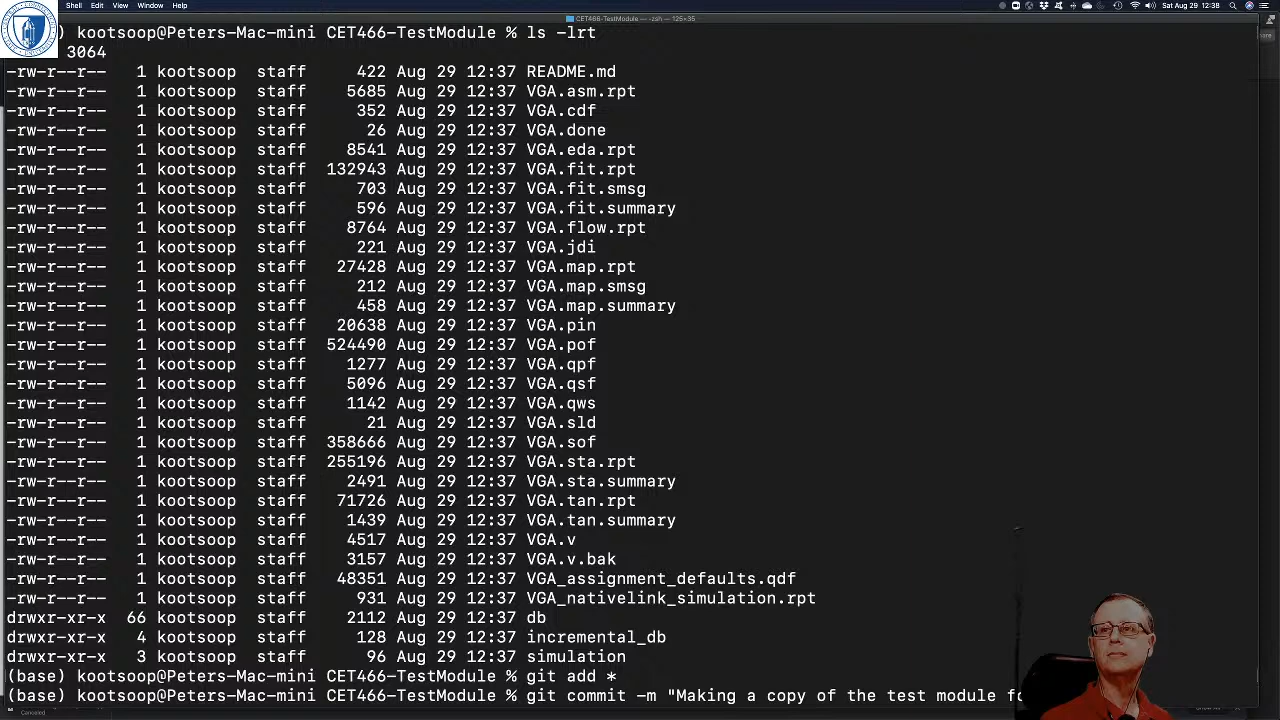 Shell Edit View Window Help Sat Aug 29 12:38
CET466-TestModule — -zsh — 125×35
) kootsoop@Peters-Mac-mini CET466-TestModule % ls -lrt
3064
-rw-r--r-- 1 kootsoop staff 422 Aug 29 12:37 README.md
-rw-r--r-- 1 kootsoop staff 5685 Aug 29 12:37 VGA.asm.rpt
-rw-r--r-- 1 kootsoop staff 352 Aug 29 12:37 VGA.cdf
-rw-r--r-- 1 kootsoop staff 26 Aug 29 12:37 VGA.done
-rw-r--r-- 1 kootsoop staff 8541 Aug 29 12:37 VGA.eda.rpt
-rw-r--r-- 1 kootsoop staff 132943 Aug 29 12:37 VGA.fit.rpt
-rw-r--r-- 1 kootsoop staff 703 Aug 29 12:37 VGA.fit.smsg
-rw-r--r-- 1 kootsoop staff 596 Aug 29 12:37 VGA.fit.summary
-rw-r--r-- 1 kootsoop staff 8764 Aug 29 12:37 VGA.flow.rpt
-rw-r--r-- 1 kootsoop staff 221 Aug 29 12:37 VGA.jdi
-rw-r--r-- 1 kootsoop staff 27428 Aug 29 12:37 VGA.map.rpt
-rw-r--r-- 1 kootsoop staff 212 Aug 29 12:37 VGA.map.smsg
-rw-r--r-- 1 kootsoop staff 458 Aug 29 12:37 VGA.map.summary
-rw-r--r-- 1 kootsoop staff 20638 Aug 29 12:37 VGA.pin
-rw-r--r-- 1 kootsoop staff 524490 Aug 29 12:37 VGA.pof
-rw-r--r-- 1 kootsoop staff 1277 Aug 29 12:37 VGA.qpf
-rw-r--r-- 1 kootsoop staff 5096 Aug 29 12:37 VGA.qsf
-rw-r--r-- 1 kootsoop staff 1142 Aug 29 12:37 VGA.qws
-rw-r--r-- 1 kootsoop staff 21 Aug 29 12:37 VGA.sld
-rw-r--r-- 1 kootsoop staff 358666 Aug 29 12:37 VGA.sof
-rw-r--r-- 1 kootsoop staff 255196 Aug 29 12:37 VGA.sta.rpt
-rw-r--r-- 1 kootsoop staff 2491 Aug 29 12:37 VGA.sta.summary
-rw-r--r-- 1 kootsoop staff 71726 Aug 29 12:37 VGA.tan.rpt
-rw-r--r-- 1 kootsoop staff 1439 Aug 29 12:37 VGA.tan.summary
-rw-r--r-- 1 kootsoop staff 4517 Aug 29 12:37 VGA.v
-rw-r--r-- 1 kootsoop staff 3157 Aug 29 12:37 VGA.v.bak
-rw-r--r-- 1 kootsoop staff 48351 Aug 29 12:37 VGA_assignment_defaults.qdf
-rw-r--r-- 1 kootsoop staff 931 Aug 29 12:37 VGA_nativelink_simulation.rpt
drwxr-xr-x 66 kootsoop staff 2112 Aug 29 12:37 db
drwxr-xr-x 4 kootsoop staff 128 Aug 29 12:37 incremental_db
drwxr-xr-x 3 kootsoop staff 96 Aug 29 12:37 simulation
(base) kootsoop@Peters-Mac-mini CET466-TestModule % git add *
(base) kootsoop@Peters-Mac-mini CET466-TestModule % git commit -m "Making a copy of the test module fo
Canceled